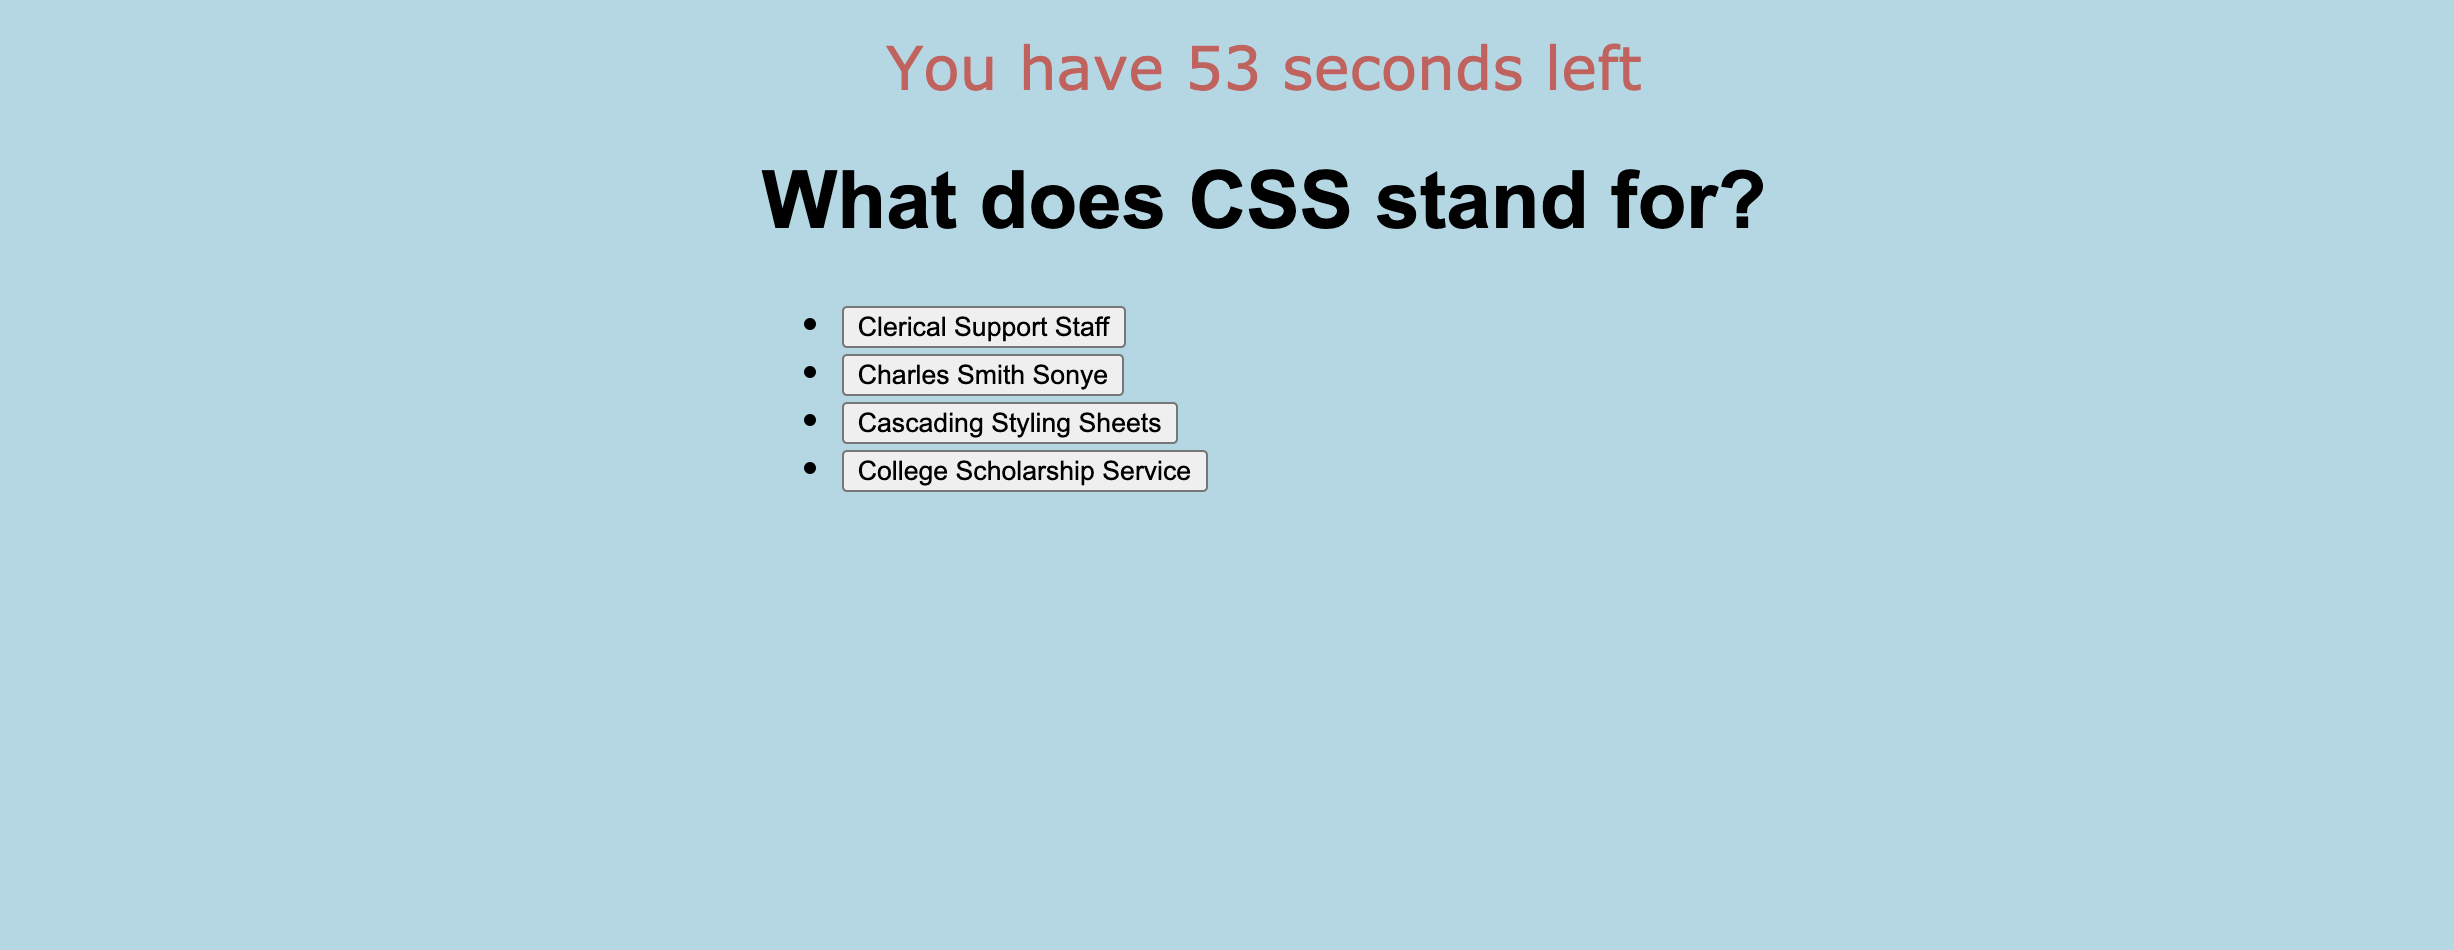 You have 53 seconds left
What does CSS stand for?
Clerical Support Staff
Charles Smith Sonye
Cascading Styling Sheets
College Scholarship Service